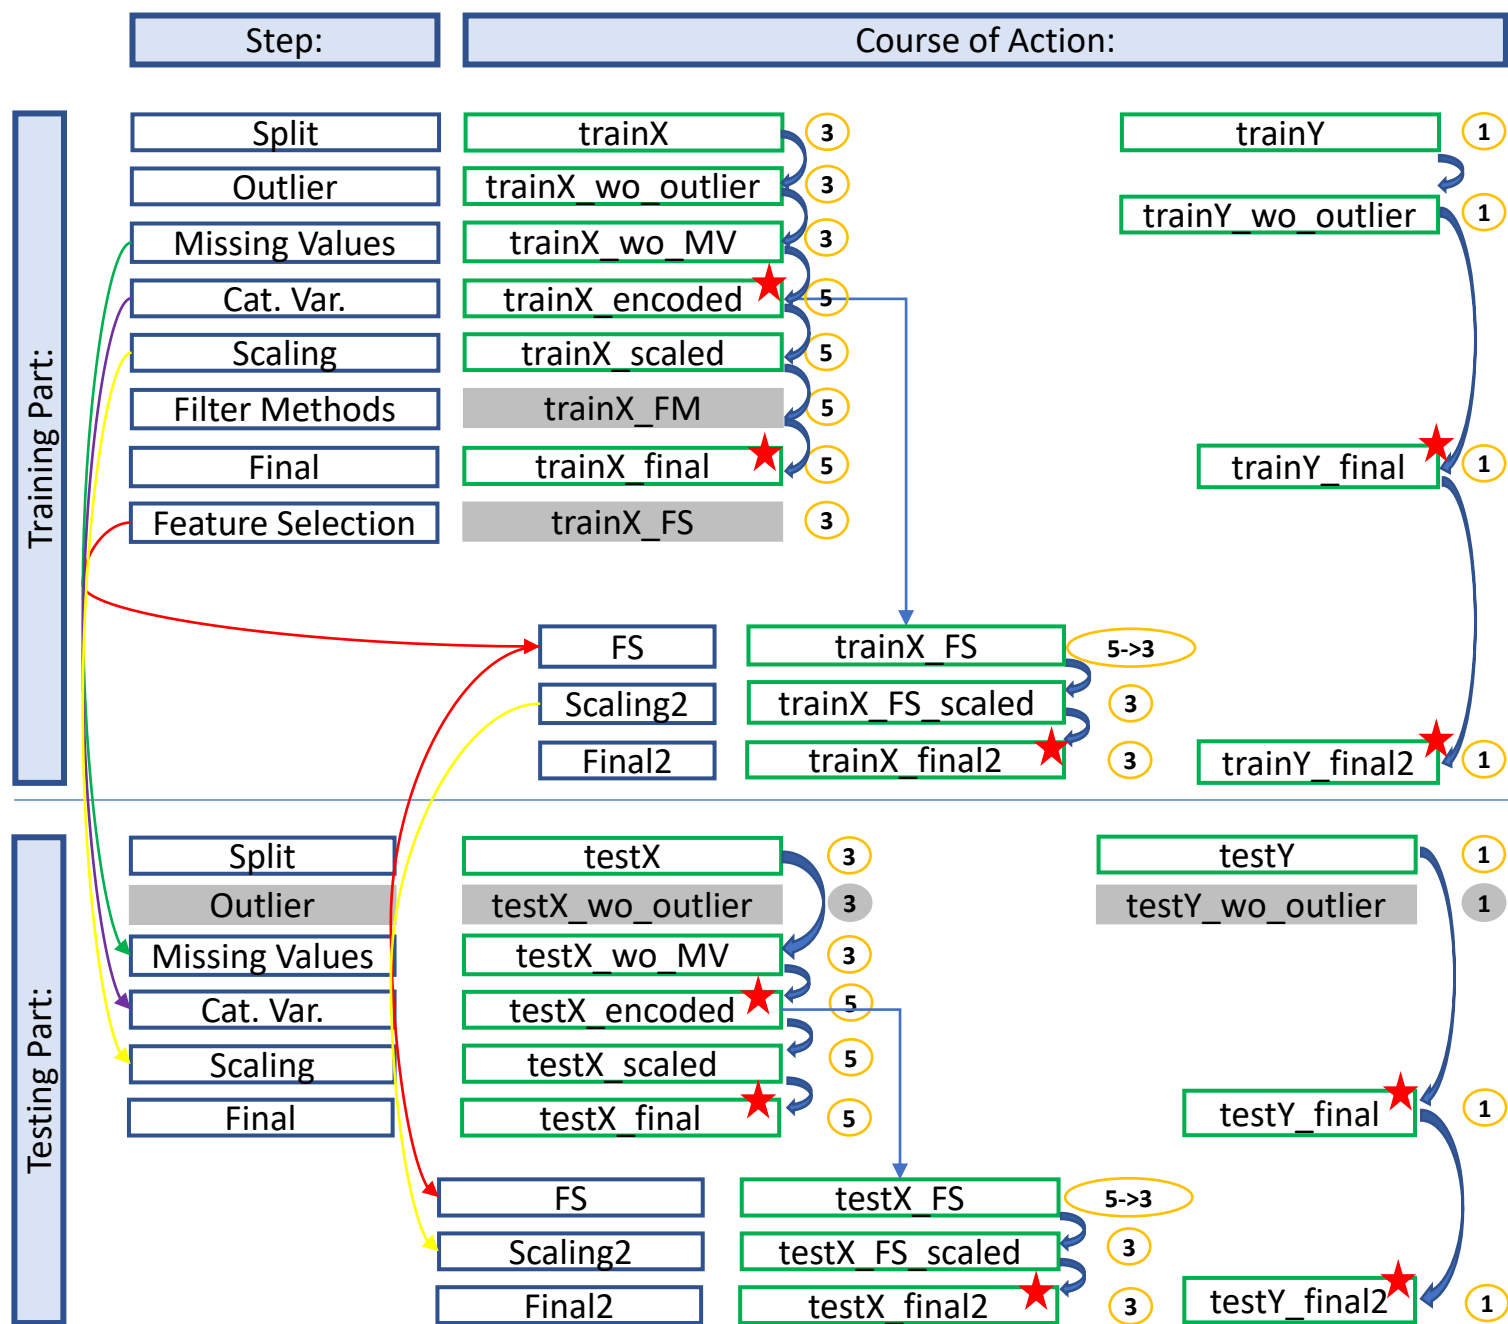 Step:
Course of Action:
Training Part:
Split
trainX
3
trainY
1
Outlier
trainX_wo_outlier
3
trainY_wo_outlier
1
Missing Values
trainX_wo_MV
3
Cat. Var.
trainX_encoded
5
Scaling
trainX_scaled
5
Filter Methods
trainX_FM
5
Final
trainX_final
5
trainY_final
1
Feature Selection
trainX_FS
3
FS
trainX_FS
5->3
Scaling2
trainX_FS_scaled
3
Final2
trainX_final2
3
trainY_final2
1
Testing Part:
Split
testX
3
testY
1
Outlier
testX_wo_outlier
3
testY_wo_outlier
1
Missing Values
testX_wo_MV
3
Cat. Var.
testX_encoded
5
Scaling
testX_scaled
5
Final
testX_final
5
testY_final
1
FS
testX_FS
5->3
Scaling2
testX_FS_scaled
3
Final2
testX_final2
3
testY_final2
1